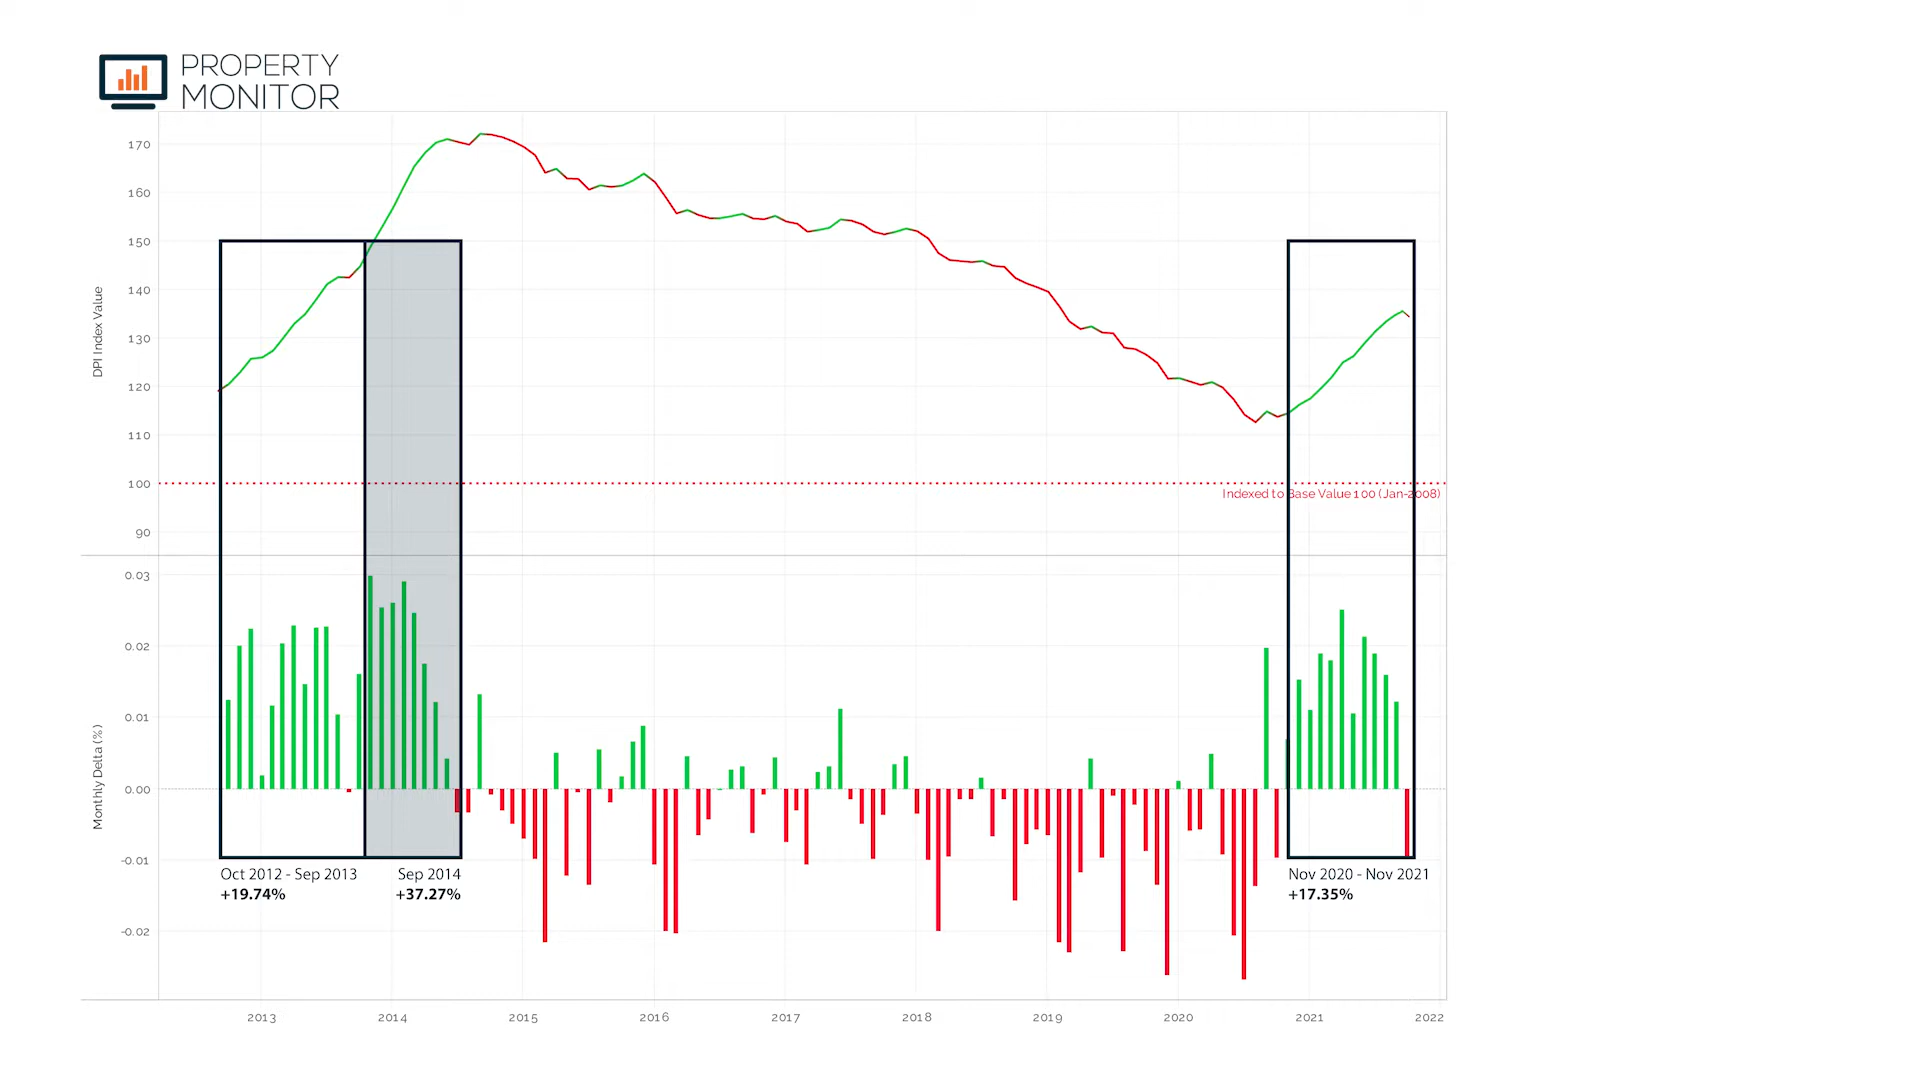 PROPERTY
MONITOR
DPI Index Value
170
160
150
140
130
120
110
100
90
Indexed to Base Value 100 (Jan-2008)
Monthly Delta (%)
0.03
0.02
0.01
0.00
-0.01
-0.02
Oct 2012 - Sep 2013
+19.74%
Sep 2014
+37.27%
Nov 2020 - Nov 2021
+17.35%
2013 2014 2015 2016 2017 2018 2019 2020 2021 2022